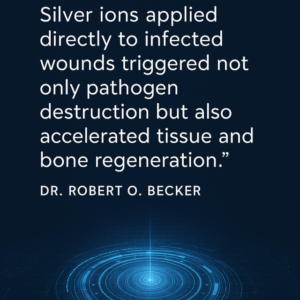 Silver ions applied
directly to infected
wounds triggered not
only pathogen
destruction but also
accelerated tissue and
bone regeneration.”
DR. ROBERT O. BECKER